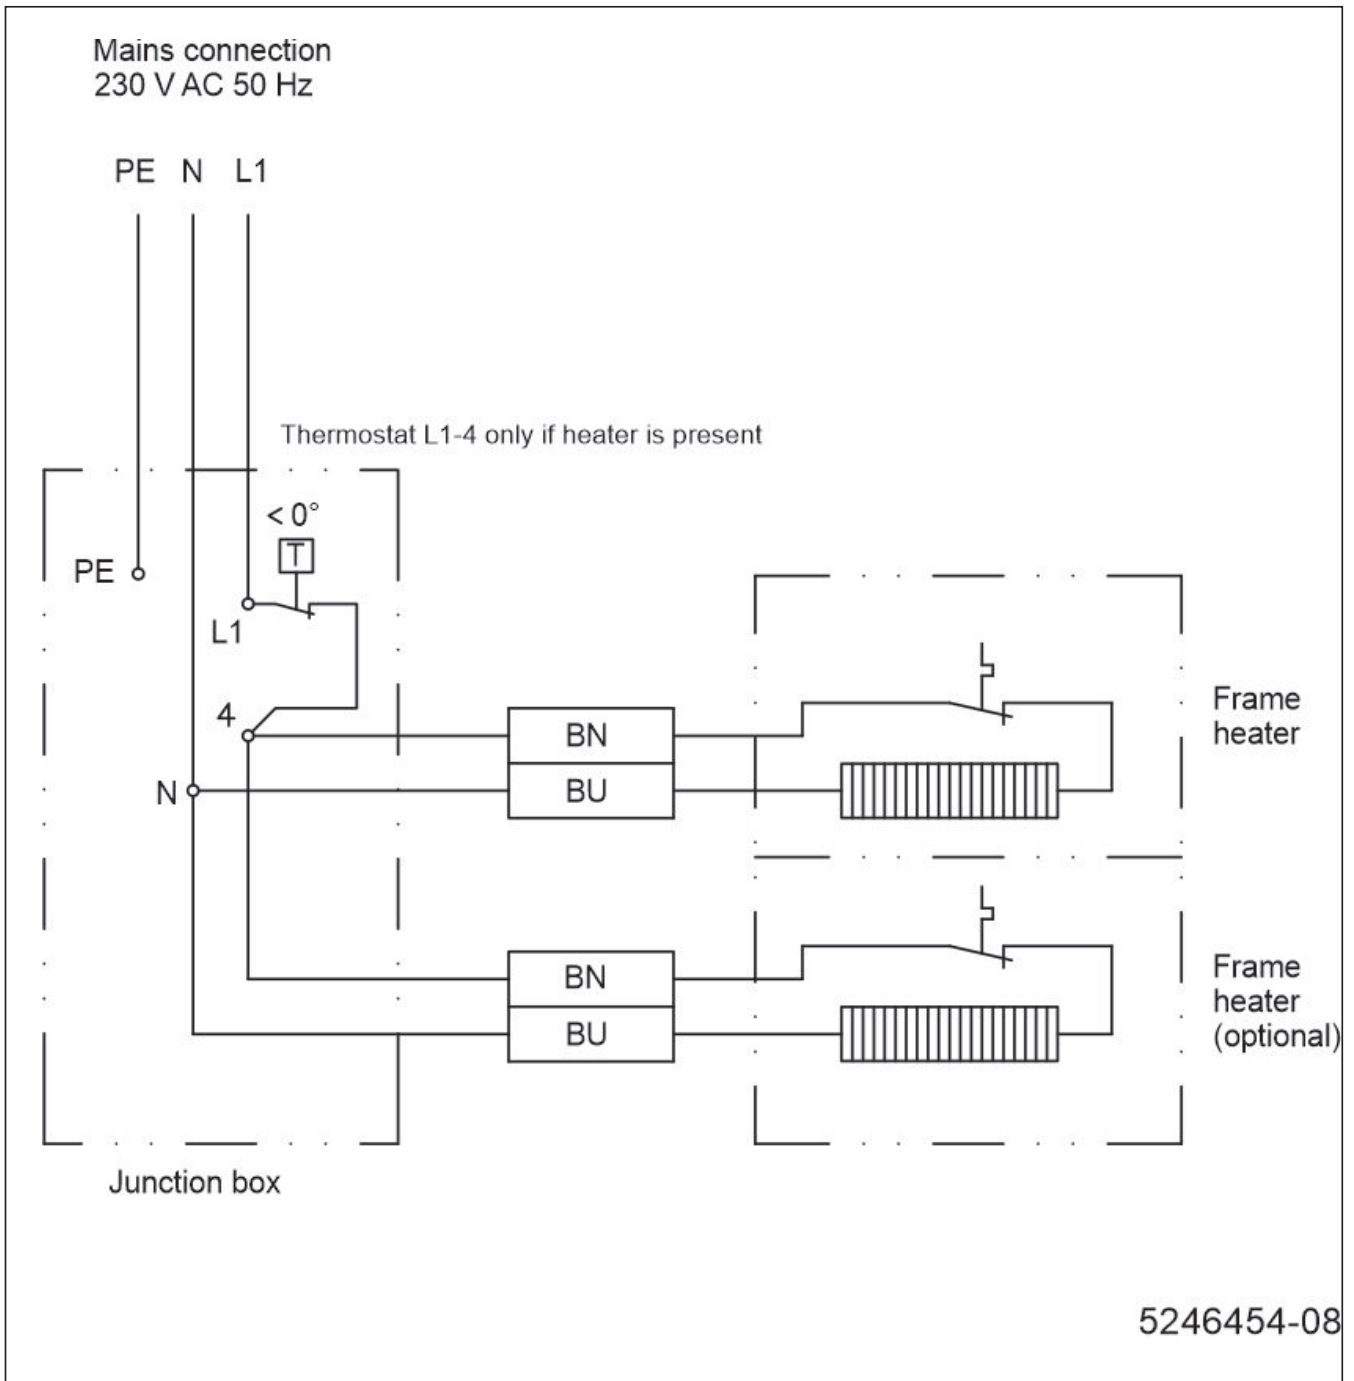 Mains connection
230 V AC 50 Hz
PE N L1
Thermostat L1-4 only if heater is present
< 0°
T
PE
L1
4
N
BN
BU
Frame
heater
BN
BU
Frame
heater
(optional)
Junction box
5246454-08